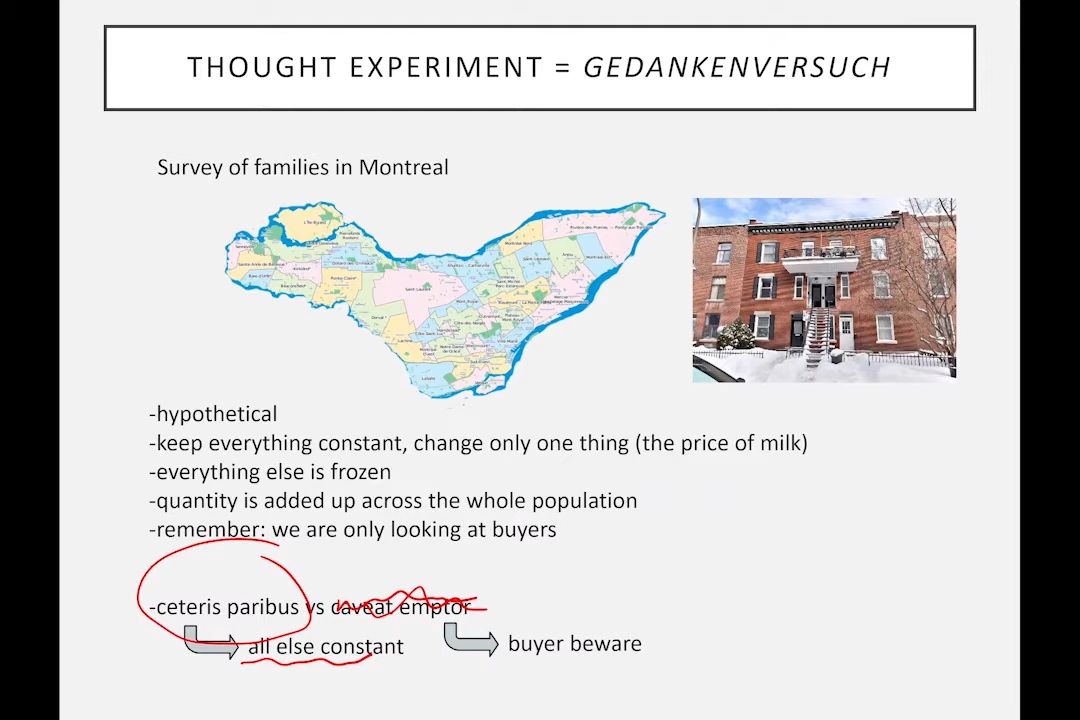 THOUGHT EXPERIMENT = GEDANKENVERSUCH
Survey of families in Montreal
-hypothetical
-keep everything constant, change only one thing (the price of milk)
-everything else is frozen
-quantity is added up across the whole population
-remember: we are only looking at buyers
-ceteris paribus vs caveat emptor
all else constant
buyer beware